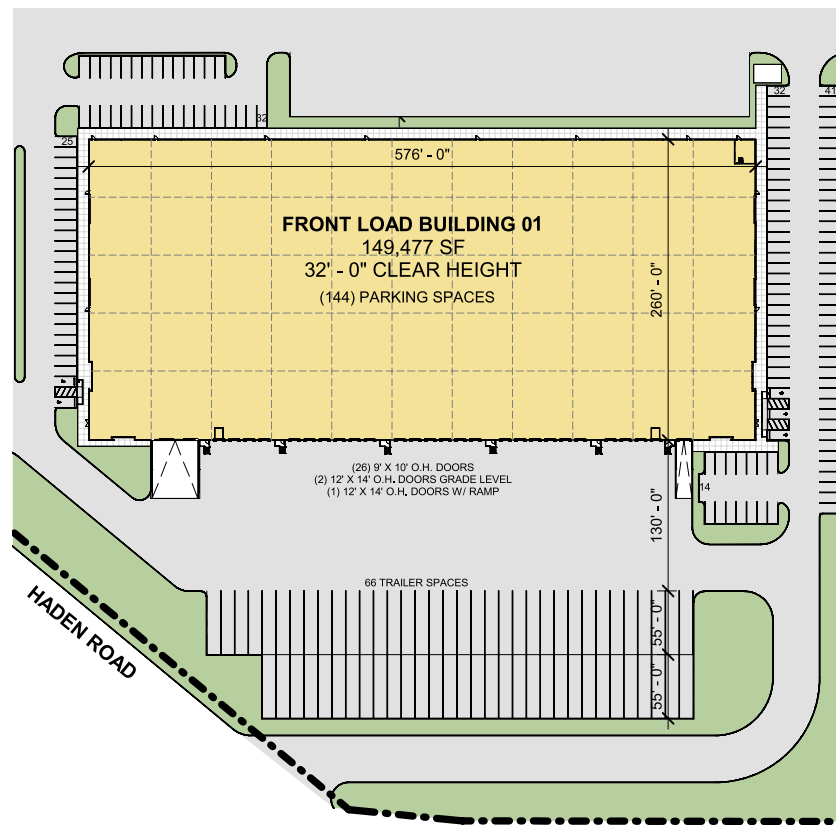 32
41
32
25
576' - 0"
FRONT LOAD BUILDING 01
149,477 SF
32' - 0" CLEAR HEIGHT
(144) PARKING SPACES
260' - 0"
(26) 9' X 10' O.H. DOORS
(2) 12' X 14' O.H. DOORS GRADE LEVEL
(1) 12' X 14' O.H. DOORS W/ RAMP
14
130' - 0"
66 TRAILER SPACES
55' - 0"
55' - 0"
HADEN ROAD